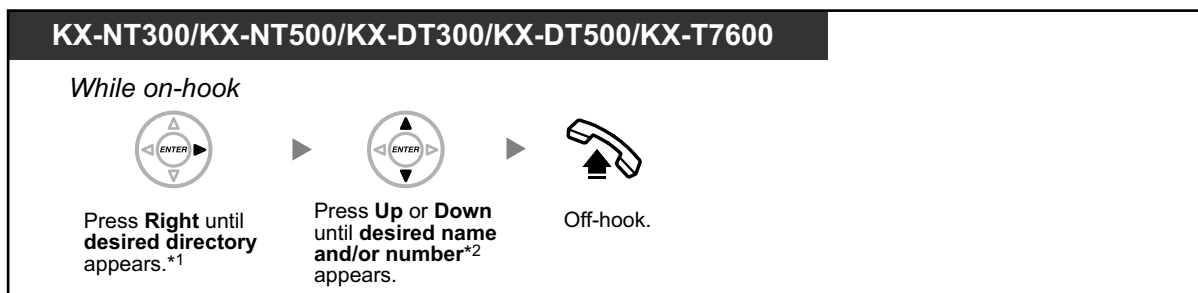 KX-NT300/KX-NT500/KX-DT300/KX-DT500/KX-T7600
While on-hook
ENTER
ENTER
Press Right until
desired directory
appears.*1
Press Up or Down
until desired name
and/or number*2
appears.
Off-hook.